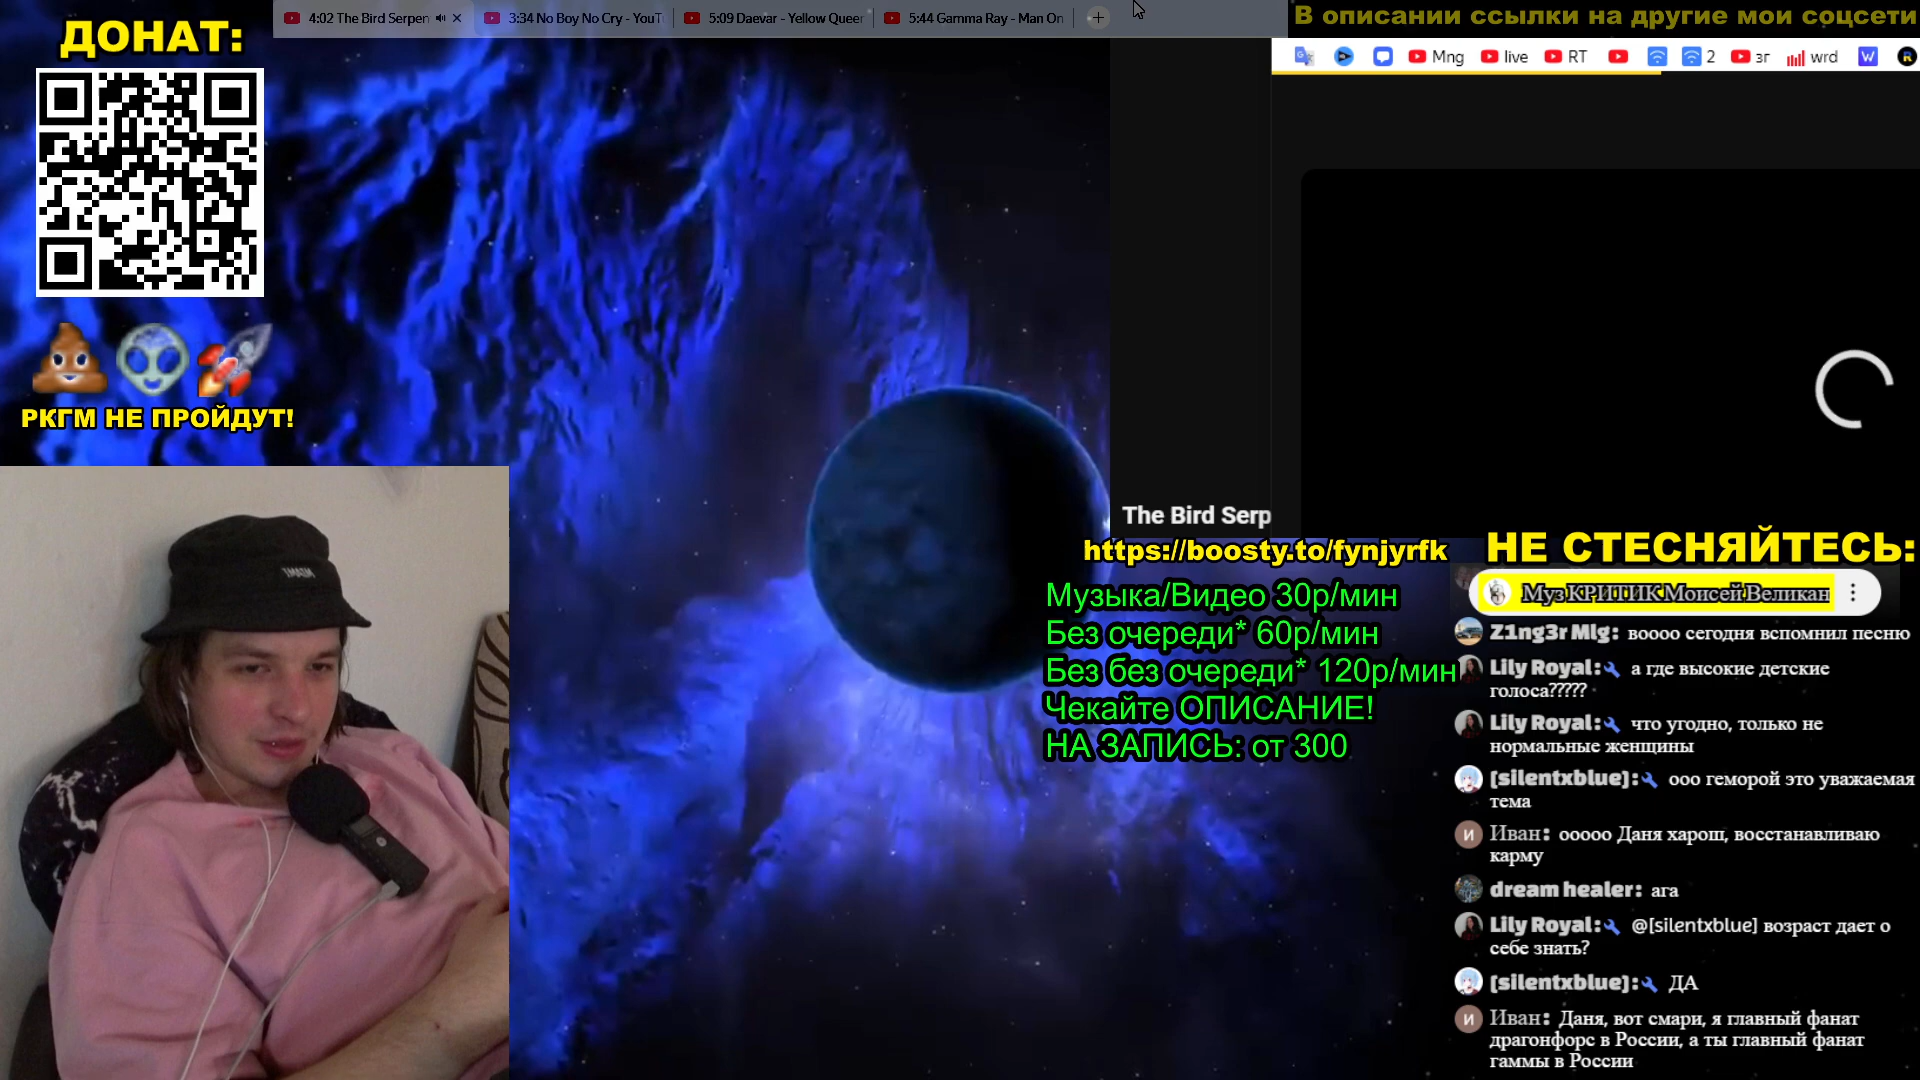 ДОНАТ:
4:02 The Bird Serpen
3:34 No Boy No Cry - YouT
5:09 Daevar - Yellow Queer
5:44 Gamma Ray - Man On
В описании ссылки на другие мои соцсети
Mng
live
RT
2
зг
wrd
W
R
РКГМ НЕ ПРОЙДУТ!
The Bird Serp
https://boosty.to/fynjyrfk
Музыка/Видео 30р/мин
Без очереди* 60р/мин
Без без очереди* 120р/мин
Чекайте ОПИСАНИЕ!
НА ЗАПИСЬ: от 300
НЕ СТЕСНЯЙТЕСЬ:
Муз КРИТИК Моисей Великан
Z1ng3r Mlg: воооо сегодня вспомнил песню
Lily Royal: а где высокие детские
голоса?????
Lily Royal: что угодно, только не
нормальные женщины
[silentxblue]: ооо геморой это уважаемая
тема
И Иван: ооооо Даня харош, восстанавливаю
карму
dream healer: ага
Lily Royal: @[silentxblue] возраст дает о
себе знать?
[silentxblue]: ДА
И Иван: Даня, вот смари, я главный фанат
драгонфорс в России, а ты главный фанат
гаммы в России